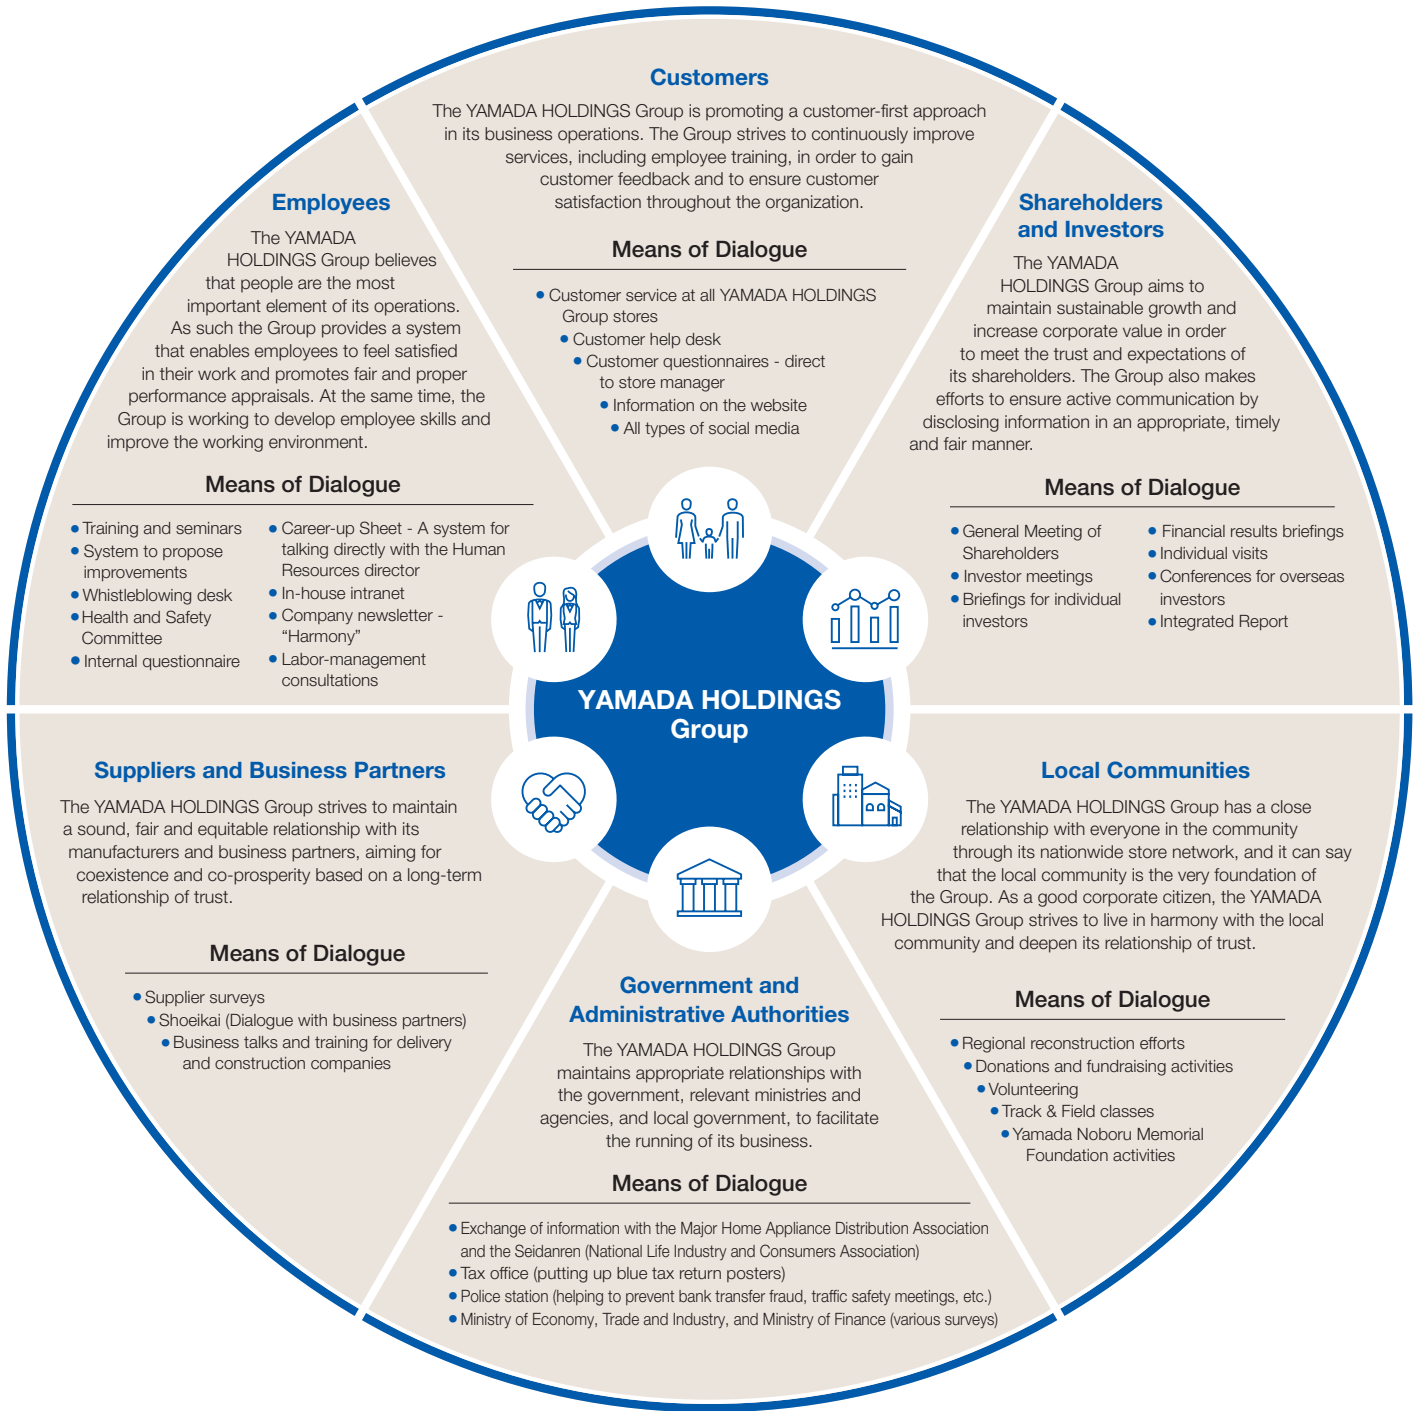 Customers
The YAMADA HOLDINGS Group is promoting a customer-first approach
in its business operations. The Group strives to continuously improve
services, including employee training, in order to gain
customer feedback and to ensure customer
satisfaction throughout the organization.
Means of Dialogue
• Customer service at all YAMADA HOLDINGS
Group stores
• Customer help desk
• Customer questionnaires - direct
to store manager
• Information on the website
• All types of social media
Employees
The YAMADA
HOLDINGS Group believes
that people are the most
important element of its operations.
As such the Group provides a system
that enables employees to feel satisfied
in their work and promotes fair and proper
performance appraisals. At the same time, the
Group is working to develop employee skills and
improve the working environment.
Means of Dialogue
• Training and seminars
• System to propose
improvements
• Whistleblowing desk
• Health and Safety
Committee
• Internal questionnaire
• Career-up Sheet - A system for
talking directly with the Human
Resources director
• In-house intranet
• Company newsletter -
“Harmony”
• Labor-management
consultations
Shareholders
and Investors
The YAMADA
HOLDINGS Group aims to
maintain sustainable growth and
increase corporate value in order
to meet the trust and expectations of
its shareholders. The Group also makes
efforts to ensure active communication by
disclosing information in an appropriate, timely
and fair manner.
Means of Dialogue
• General Meeting of
Shareholders
• Investor meetings
• Briefings for individual
investors
• Financial results briefings
• Individual visits
• Conferences for overseas
investors
• Integrated Report
YAMADA HOLDINGS
Group
Suppliers and Business Partners
The YAMADA HOLDINGS Group strives to maintain
a sound, fair and equitable relationship with its
manufacturers and business partners, aiming for
coexistence and co-prosperity based on a long-term
relationship of trust.
Means of Dialogue
• Supplier surveys
• Shoeikai (Dialogue with business partners)
• Business talks and training for delivery
and construction companies
Local Communities
The YAMADA HOLDINGS Group has a close
relationship with everyone in the community
through its nationwide store network, and it can say
that the local community is the very foundation of
the Group. As a good corporate citizen, the YAMADA
HOLDINGS Group strives to live in harmony with the local
community and deepen its relationship of trust.
Means of Dialogue
• Regional reconstruction efforts
• Donations and fundraising activities
• Volunteering
• Track & Field classes
• Yamada Noboru Memorial
Foundation activities
Government and
Administrative Authorities
The YAMADA HOLDINGS Group
maintains appropriate relationships with
the government, relevant ministries and
agencies, and local government, to facilitate
the running of its business.
Means of Dialogue
• Exchange of information with the Major Home Appliance Distribution Association
and the Seidanren (National Life Industry and Consumers Association)
• Tax office (putting up blue tax return posters)
• Police station (helping to prevent bank transfer fraud, traffic safety meetings, etc.)
• Ministry of Economy, Trade and Industry, and Ministry of Finance (various surveys)